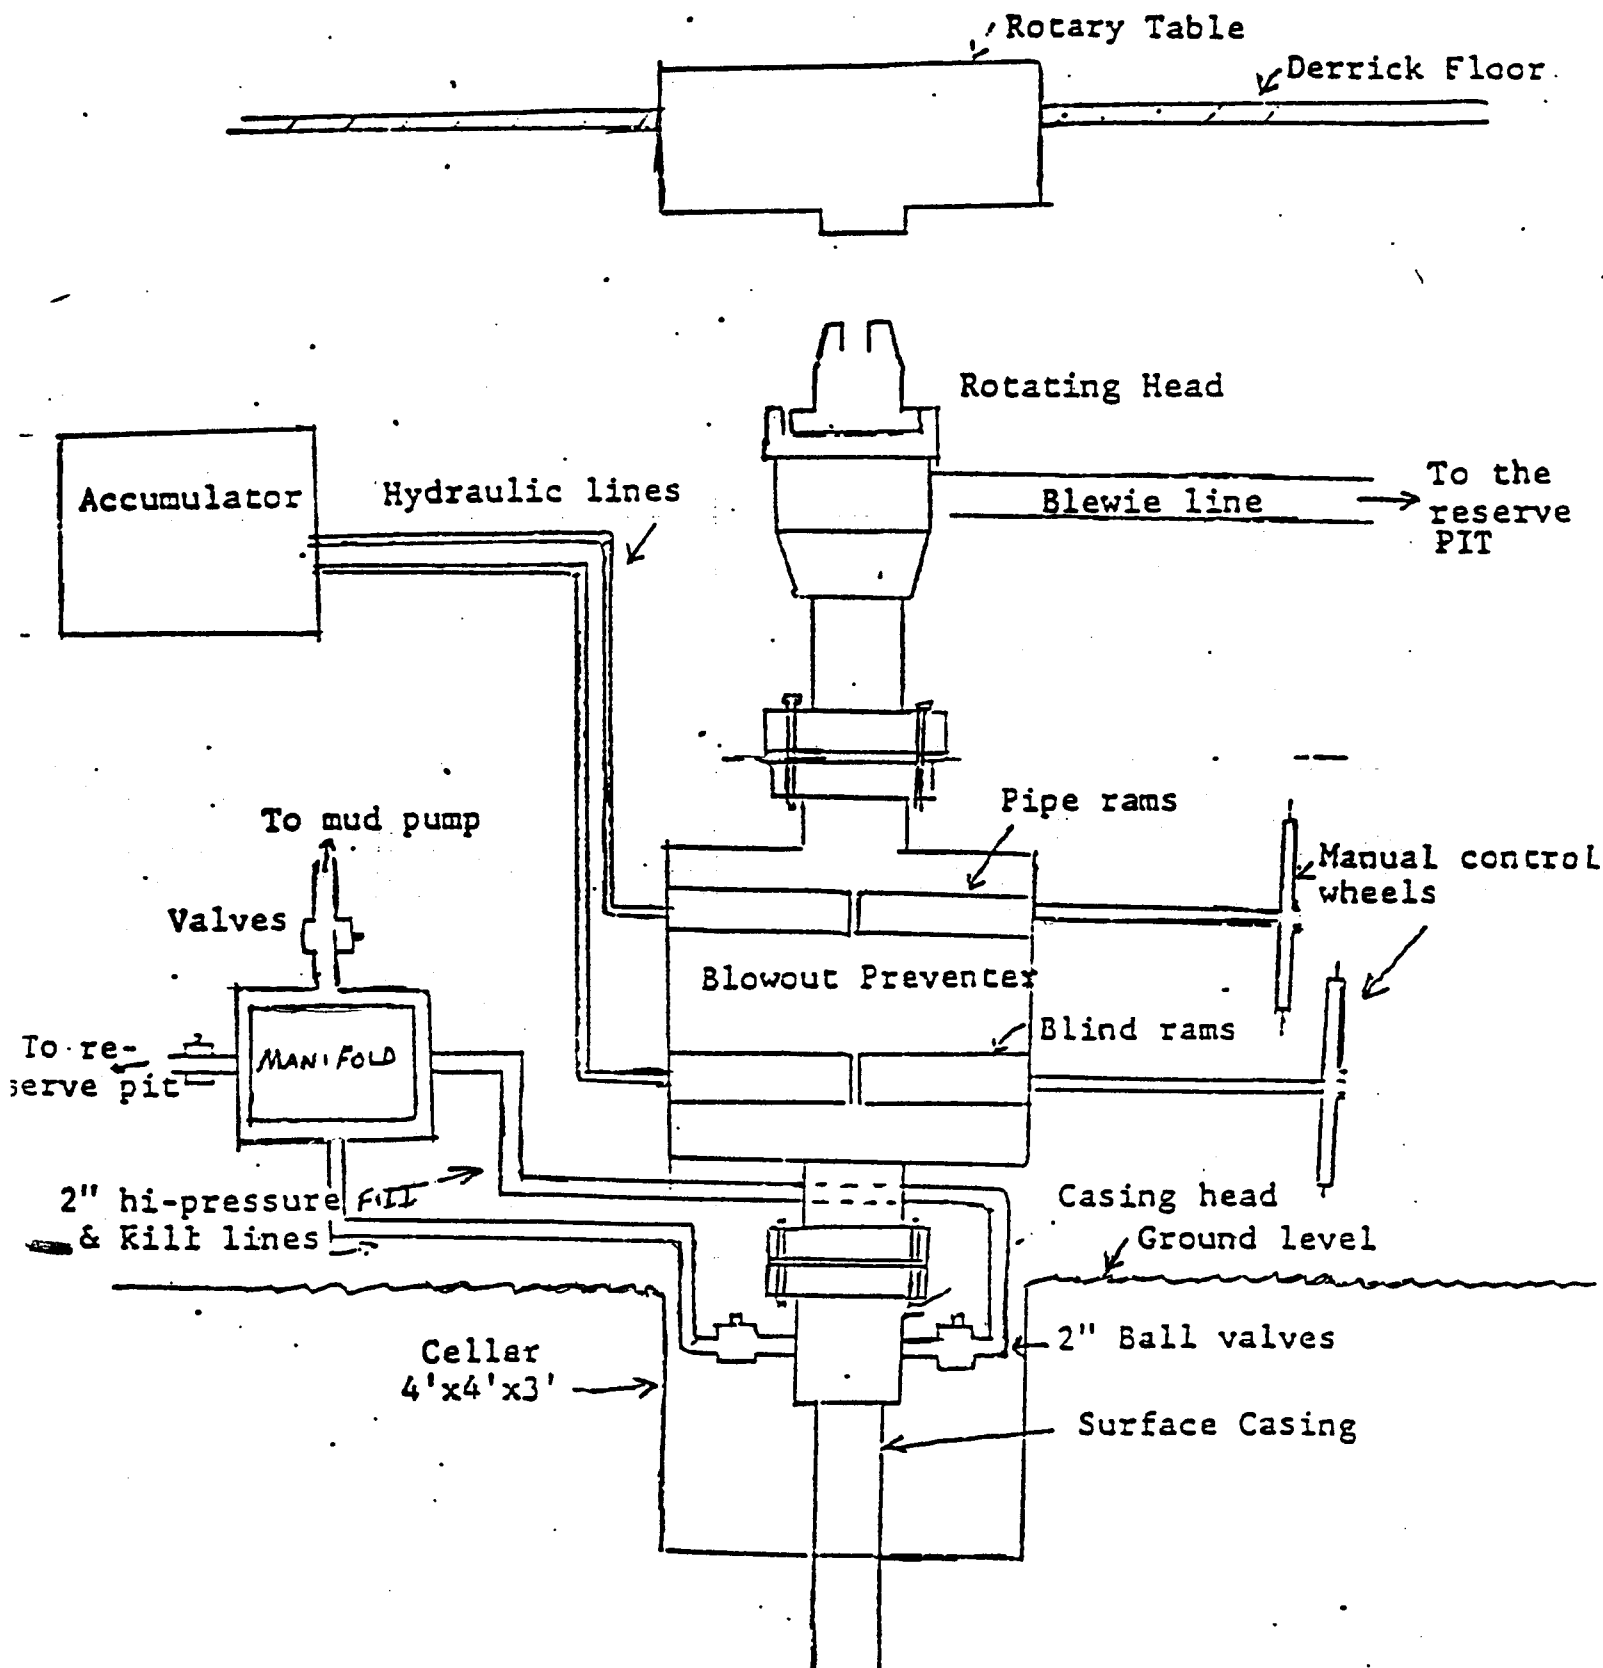 Rotary Table
Derrick Floor
Rotating Head
Accumulator
Hydraulic lines
To the
reserve
PIT
Blewie line
Pipe rams
To mud pump
Manual control
wheels
Valves
Blowout Preventer
Blind rams
To re-
serve pit
MANIFOLD
2" hi-pressure Fill
& Kill lines
Casing head
Ground level
2" Ball valves
Cellar
4'x4'x3'
Surface Casing